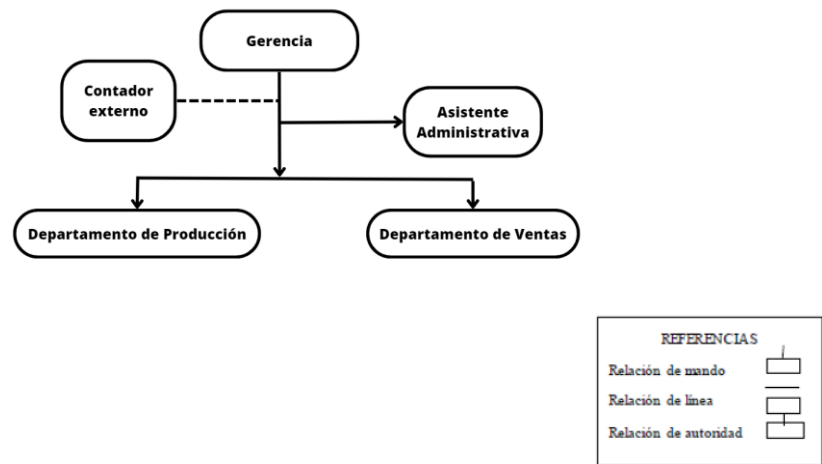 Gerencia
Contador
externo
Asistente
Administrativa
Departamento de Producción
Departamento de Ventas
REFERENCIAS
Relación de mando
Relación de línea
Relación de autoridad